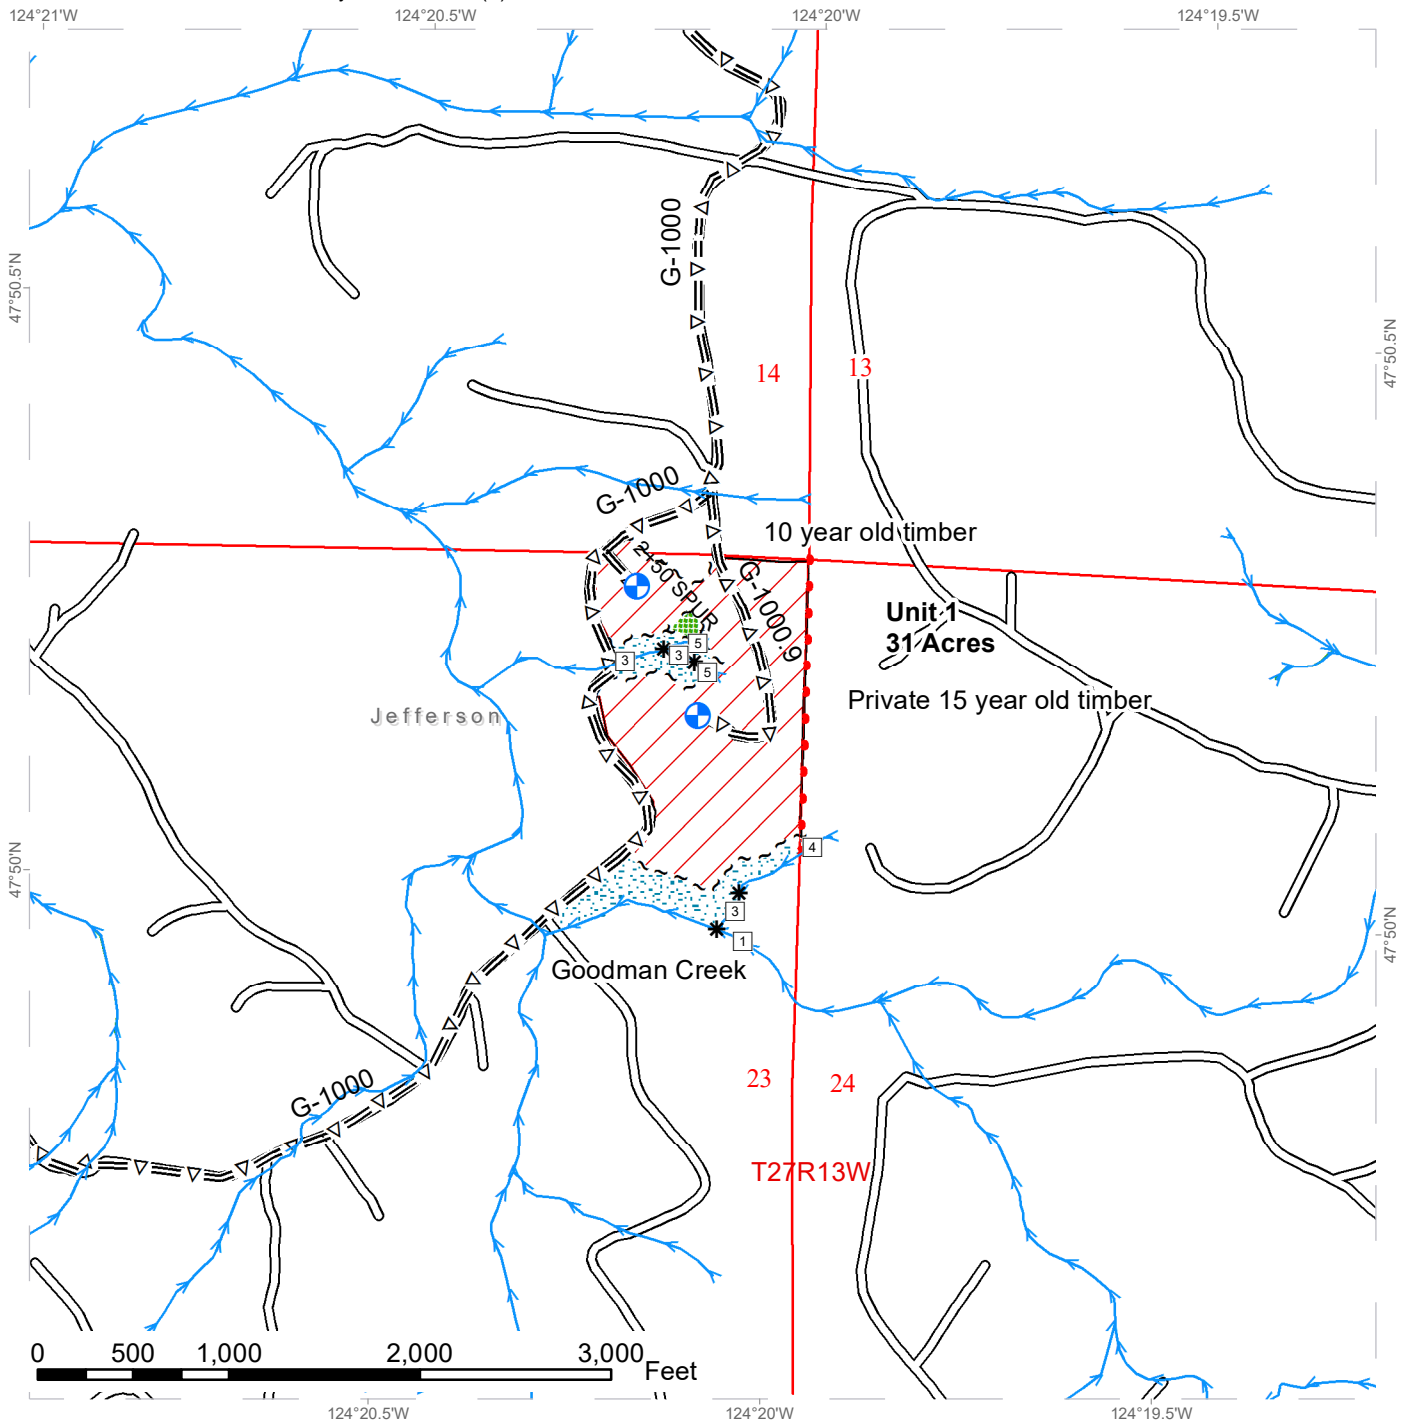 124°21'W
124°20.5'W
124°20'W
124°19.5'W
47°50.5'N
G-1000
47°50.5'N
14
13
G-1000
10 year old timber
2450 SPUR
G-1000.9
Unit 1
31 Acres
5
3
3
5
Private 15 year old timber
Jefferson
4
47°50'N
3
1
47°50'N
Goodman Creek
23
24
G-1000
T27R13W
0 500 1,000 2,000 3,000
Feet
124°20.5'W
124°20'W
124°19.5'W